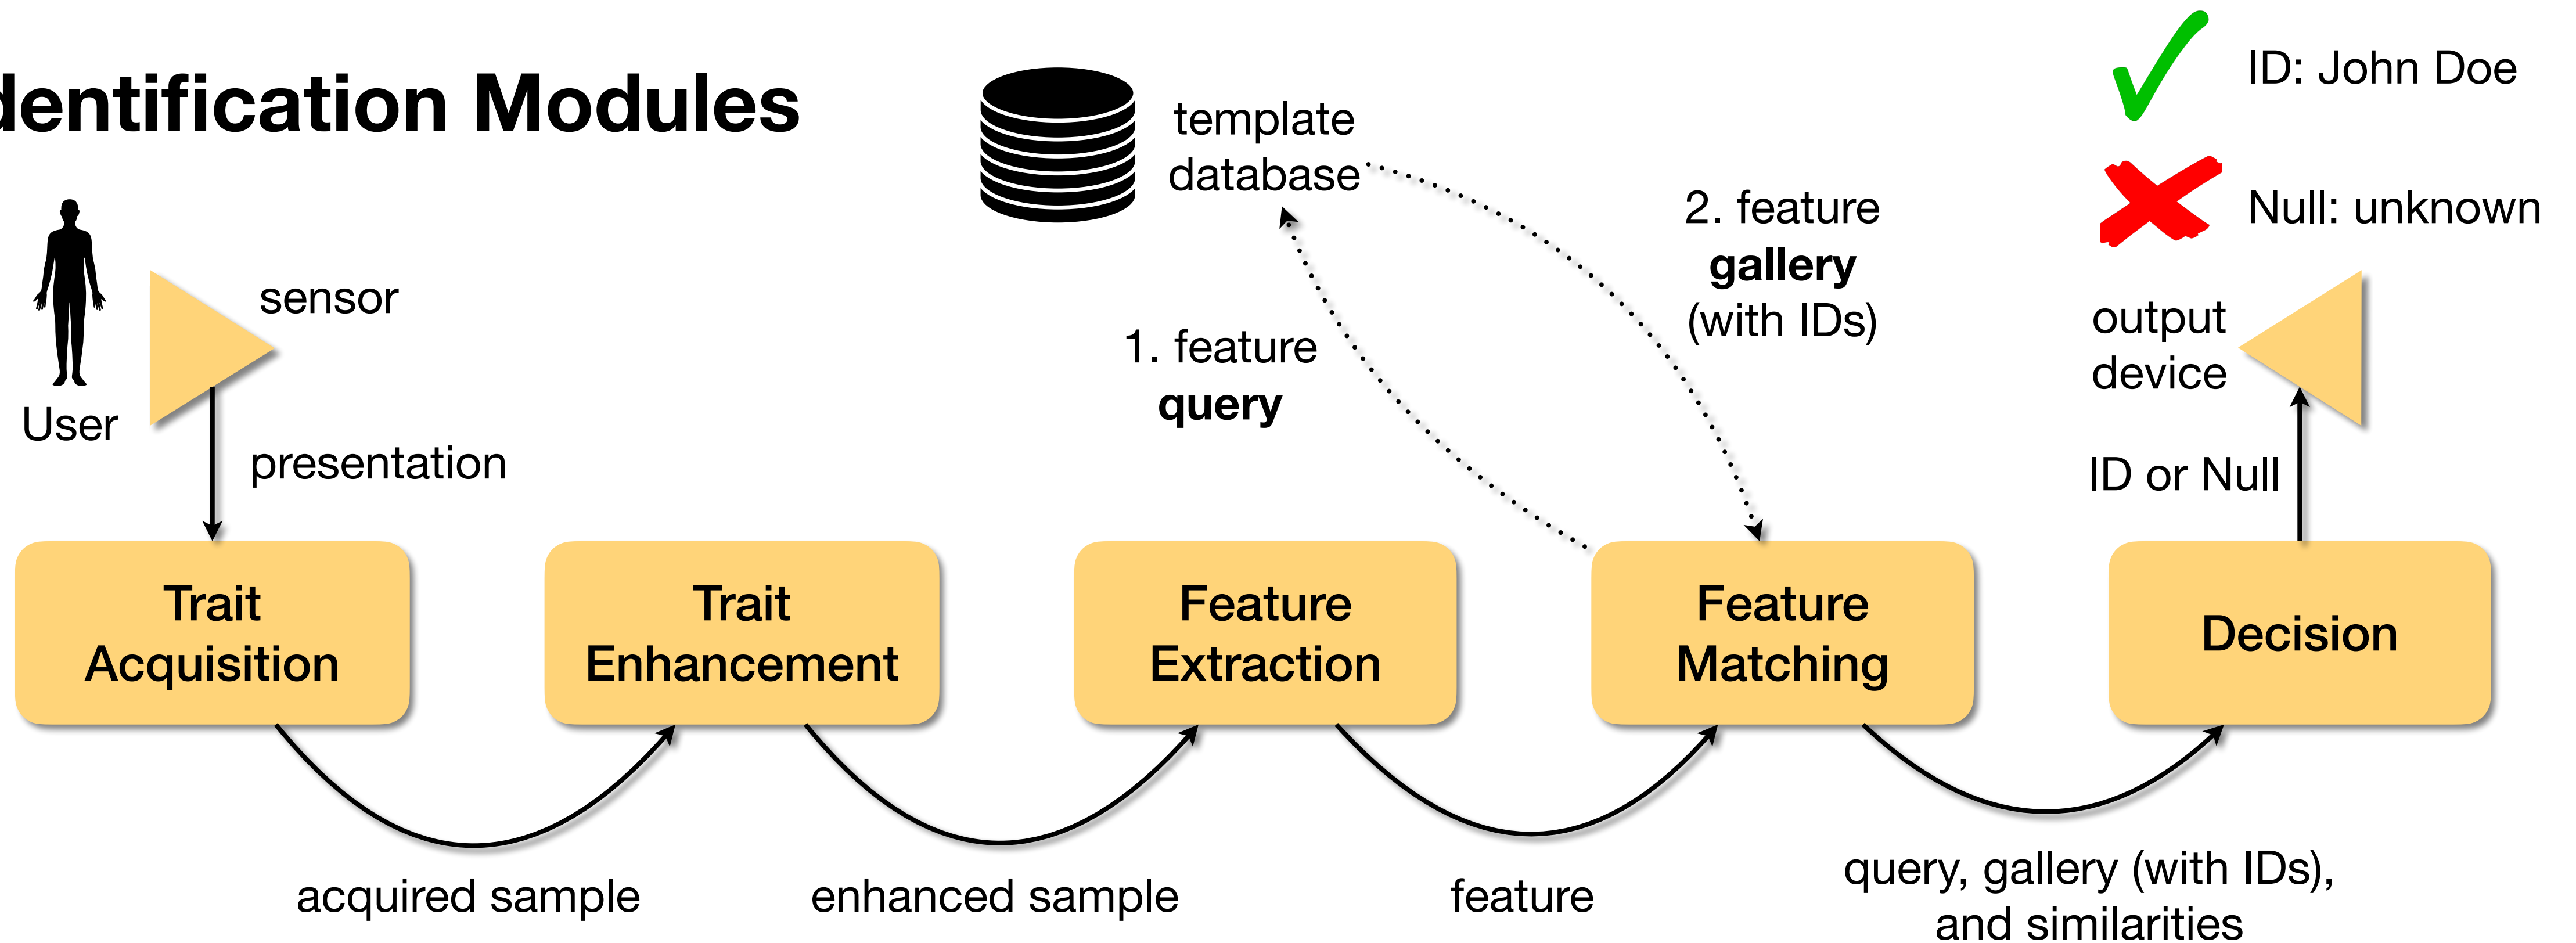 dentification Modules
template
database
ID: John Doe
Null: unknown
User
sensor
presentation
1. feature
query
2. feature
gallery
(with IDs)
output
device
ID or Null
Trait
Acquisition
Trait
Enhancement
Feature
Extraction
Feature
Matching
Decision
acquired sample
enhanced sample
feature
query, gallery (with IDs),
and similarities